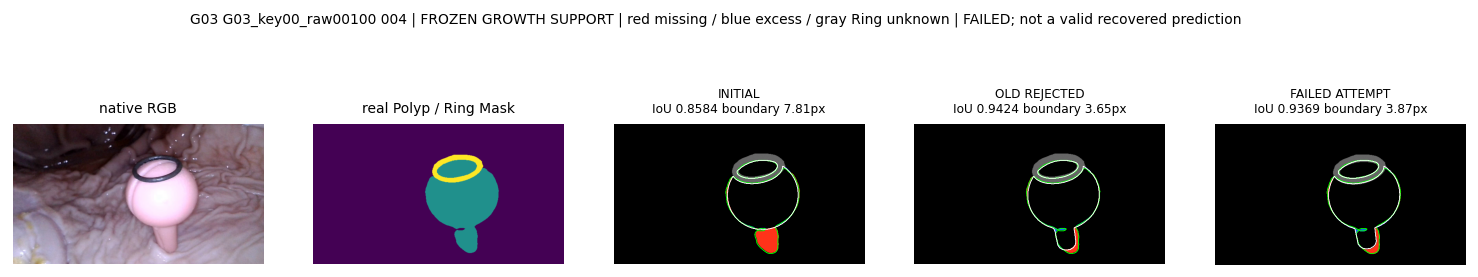 G03 G03_key00_raw00100 004 | FROZEN GROWTH SUPPORT | red missing / blue excess / gray Ring unknown | FAILED; not a valid recovered prediction
native RGB
real Polyp / Ring Mask
INITIAL
IoU 0.8584 boundary 7.81px
OLD REJECTED
IoU 0.9424 boundary 3.65px
FAILED ATTEMPT
IoU 0.9369 boundary 3.87px